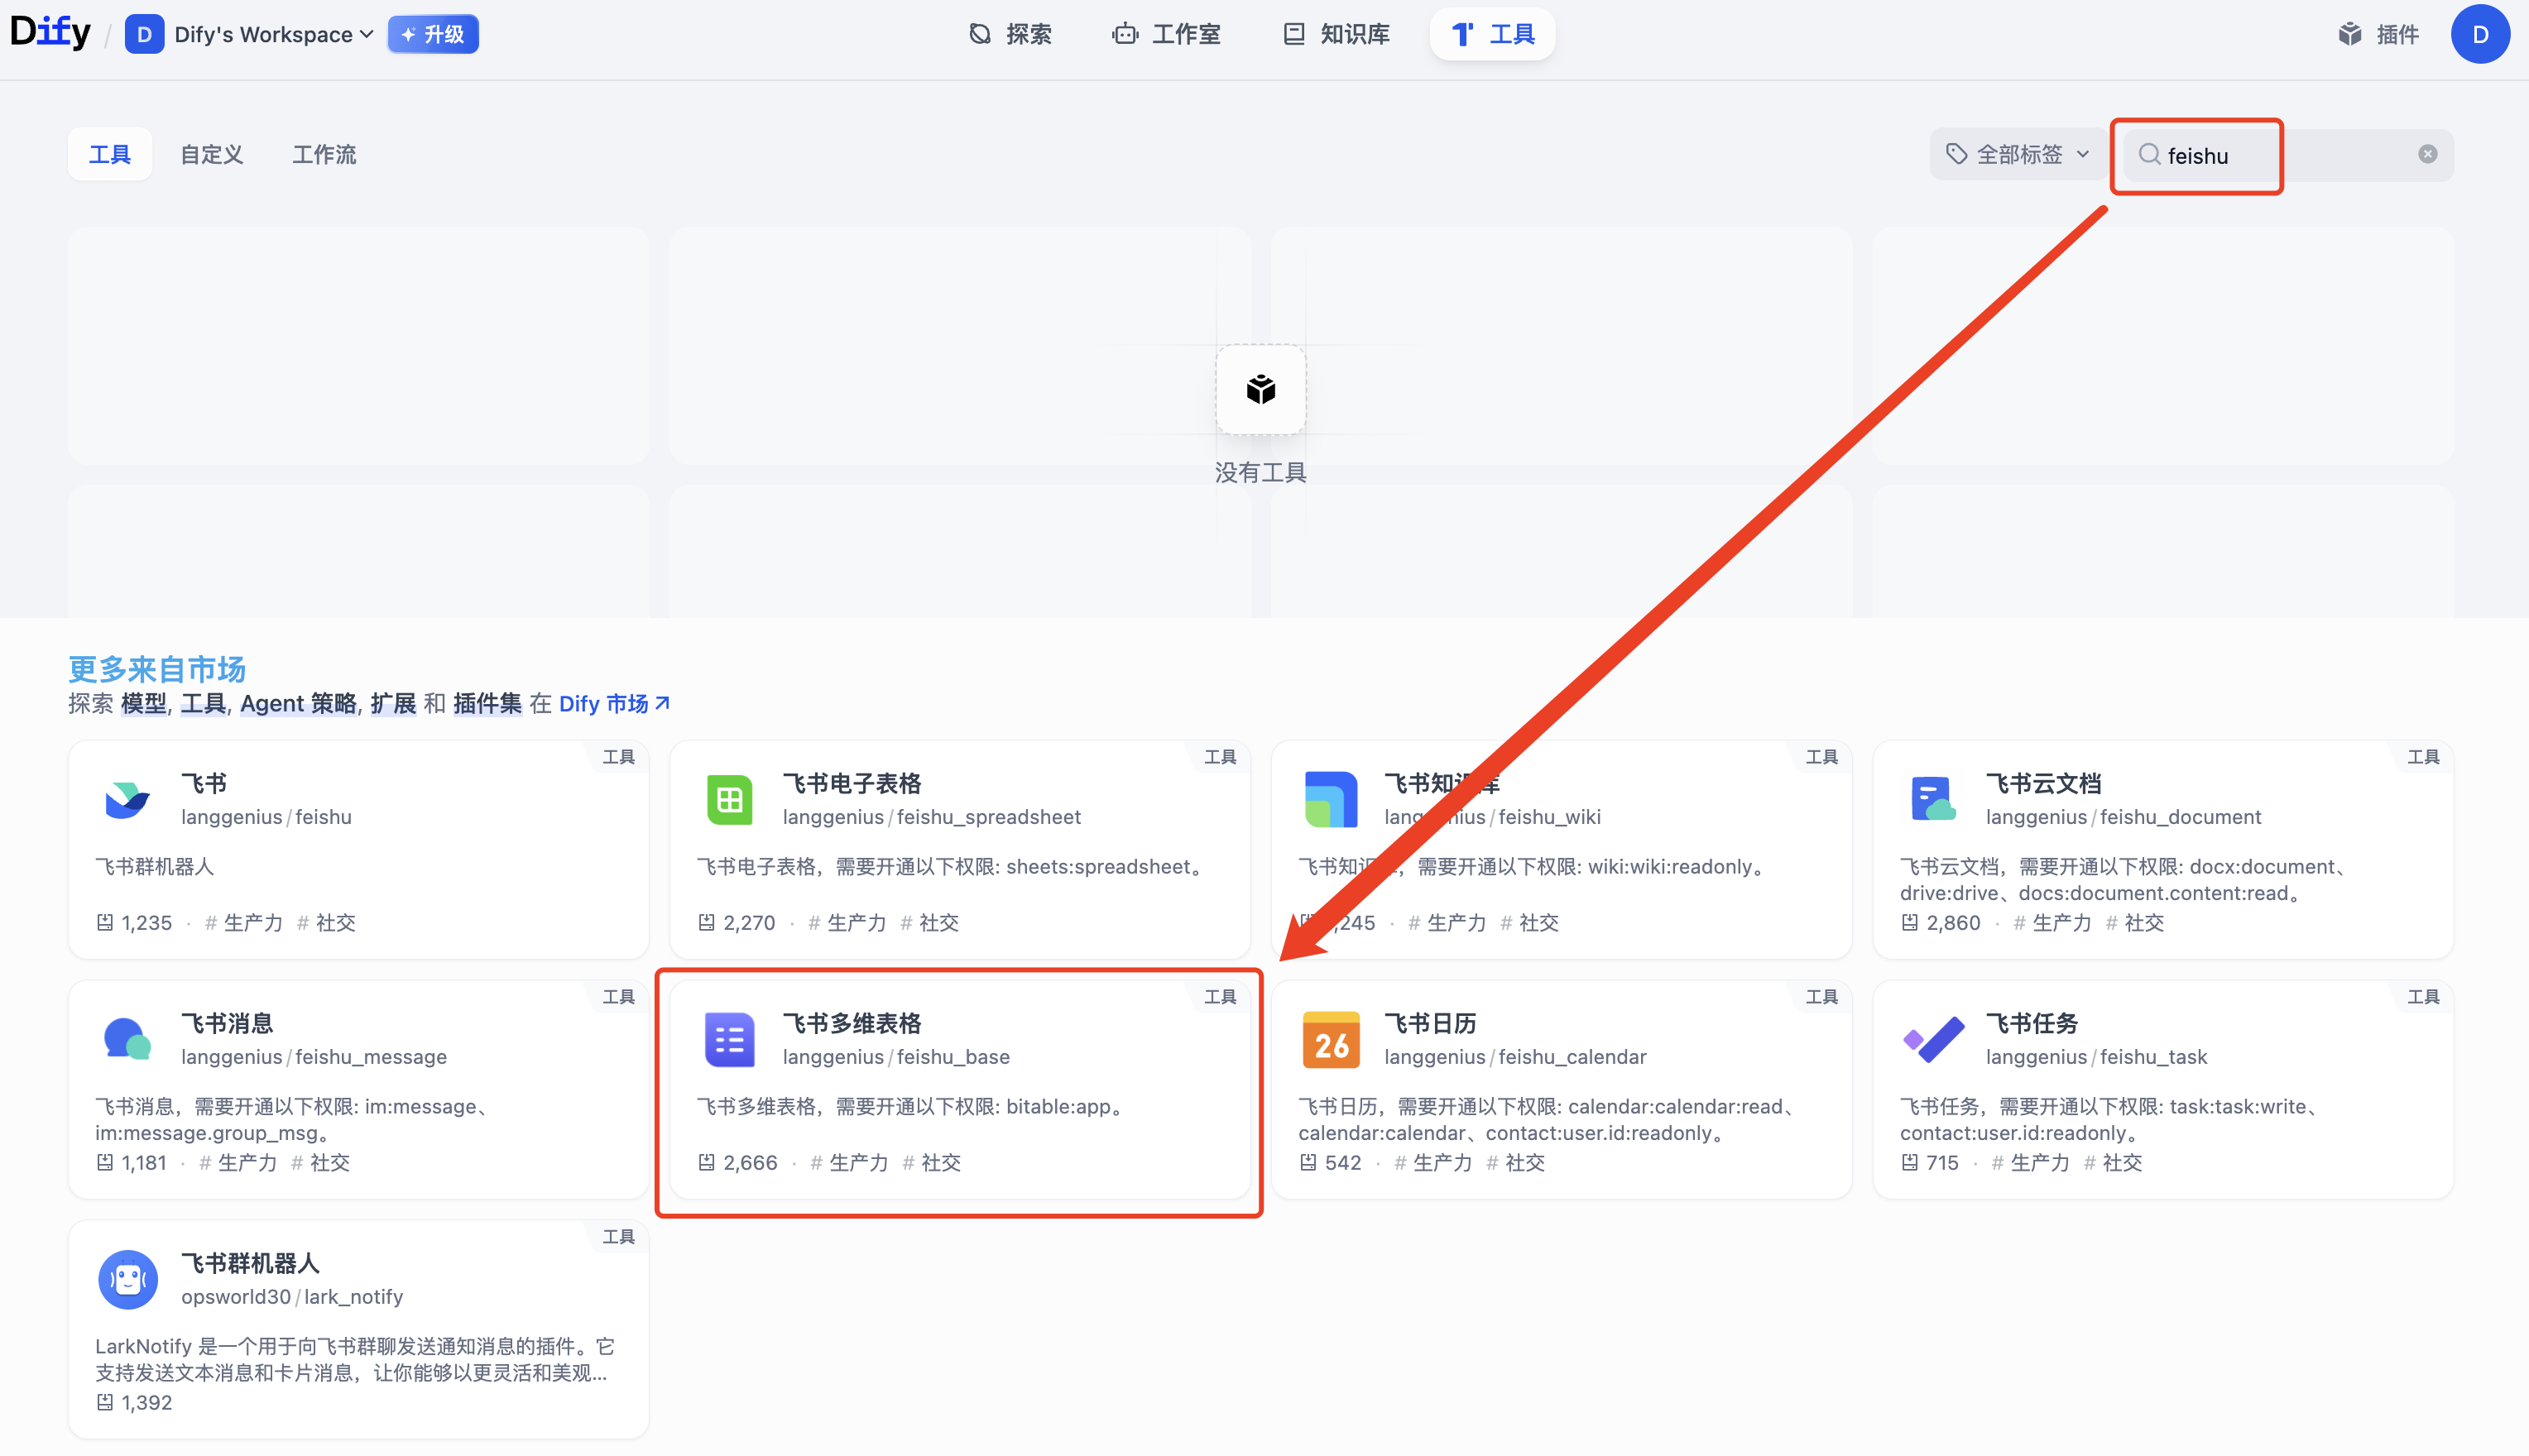 Dify / D Dify's Workspace 升级 探索 工作室 知识库 工具 插件 D
工具 自定义 工作流 全部标签 feishu
没有工具
更多来自市场
探索 模型, 工具, Agent 策略, 扩展 和 插件集 在 Dify 市场
工具
飞书
langgenius / feishu
飞书群机器人
1,235 · # 生产力 # 社交
工具
飞书电子表格
langgenius / feishu_spreadsheet
飞书电子表格，需要开通以下权限: sheets:spreadsheet。
2,270 · # 生产力 # 社交
工具
飞书知识库
langgenius / feishu_wiki
飞书知识库，需要开通以下权限: wiki:wiki:readonly。
,245 · # 生产力 # 社交
工具
飞书云文档
langgenius / feishu_document
飞书云文档，需要开通以下权限: docx:document、
drive:drive、docs:document.content:read。
2,860 · # 生产力 # 社交
工具
飞书消息
langgenius / feishu_message
飞书消息，需要开通以下权限: im:message、
im:message.group_msg。
1,181 · # 生产力 # 社交
工具
飞书多维表格
langgenius / feishu_base
飞书多维表格，需要开通以下权限: bitable:app。
2,666 · # 生产力 # 社交
工具
26
飞书日历
langgenius / feishu_calendar
飞书日历，需要开通以下权限: calendar:calendar:read、
calendar:calendar、contact:user.id:readonly。
542 · # 生产力 # 社交
工具
飞书任务
langgenius / feishu_task
飞书任务，需要开通以下权限: task:task:write、
contact:user.id:readonly。
715 · # 生产力 # 社交
工具
飞书群机器人
opsworld30 / lark_notify
LarkNotify 是一个用于向飞书群聊发送通知消息的插件。它
支持发送文本消息和卡片消息，让你能够以更灵活和美观...
1,392